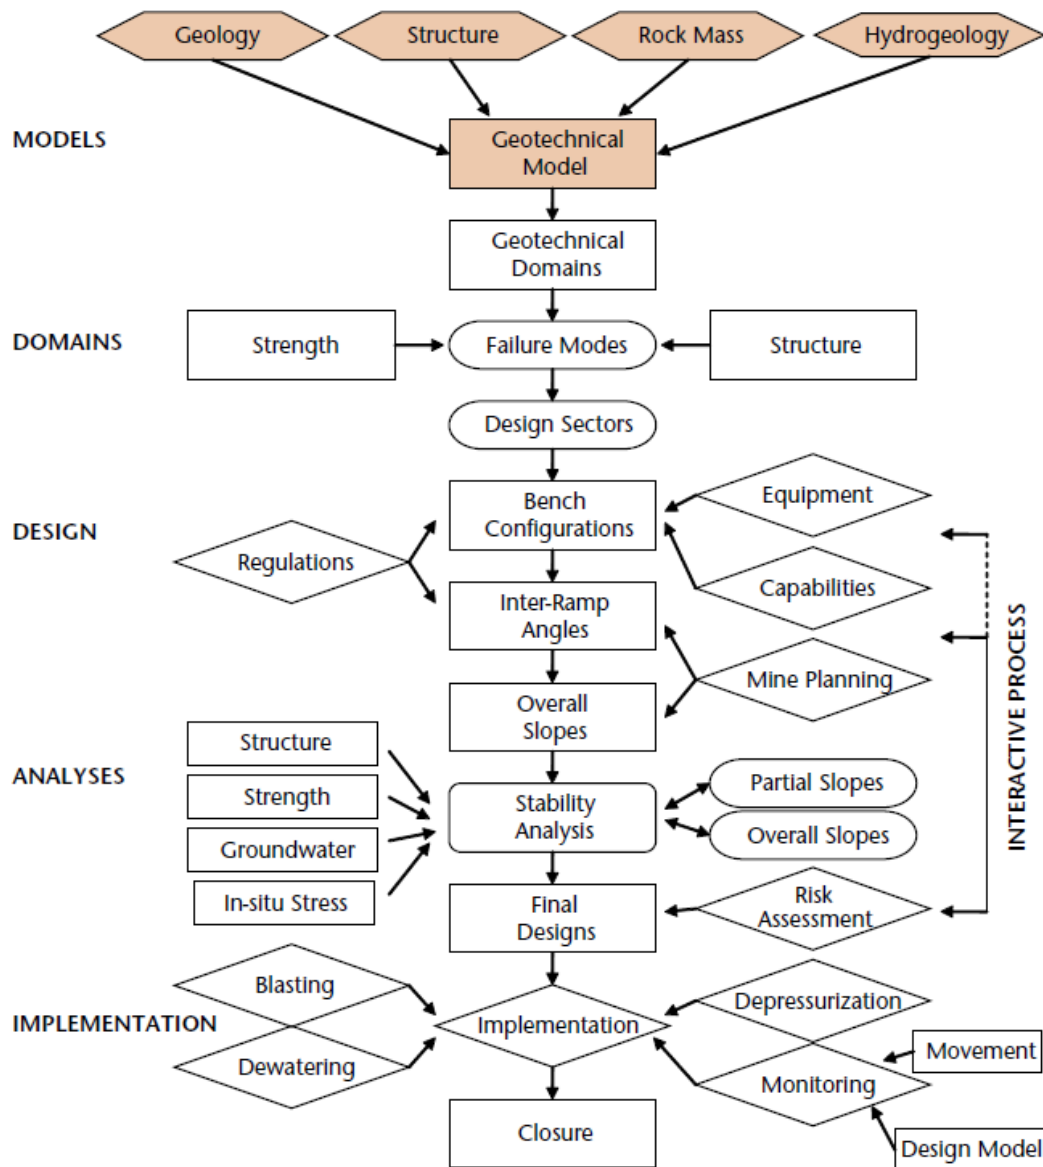 Geology
Structure
Rock Mass
Hydrogeology
MODELS
Geotechnical
Model
Geotechnical
Domains
DOMAINS
Strength
Failure Modes
Structure
Design Sectors
DESIGN
Bench
Configurations
Equipment
Regulations
Capabilities
Inter-Ramp
Angles
Mine Planning
Overall
Slopes
INTERACTIVE PROCESS
ANALYSES
Structure
Strength
Groundwater
In-situ Stress
Stability
Analysis
Partial Slopes
Overall Slopes
Final
Designs
Risk
Assessment
IMPLEMENTATION
Blasting
Dewatering
Implementation
Depressurization
Monitoring
Movement
Design Model
Closure